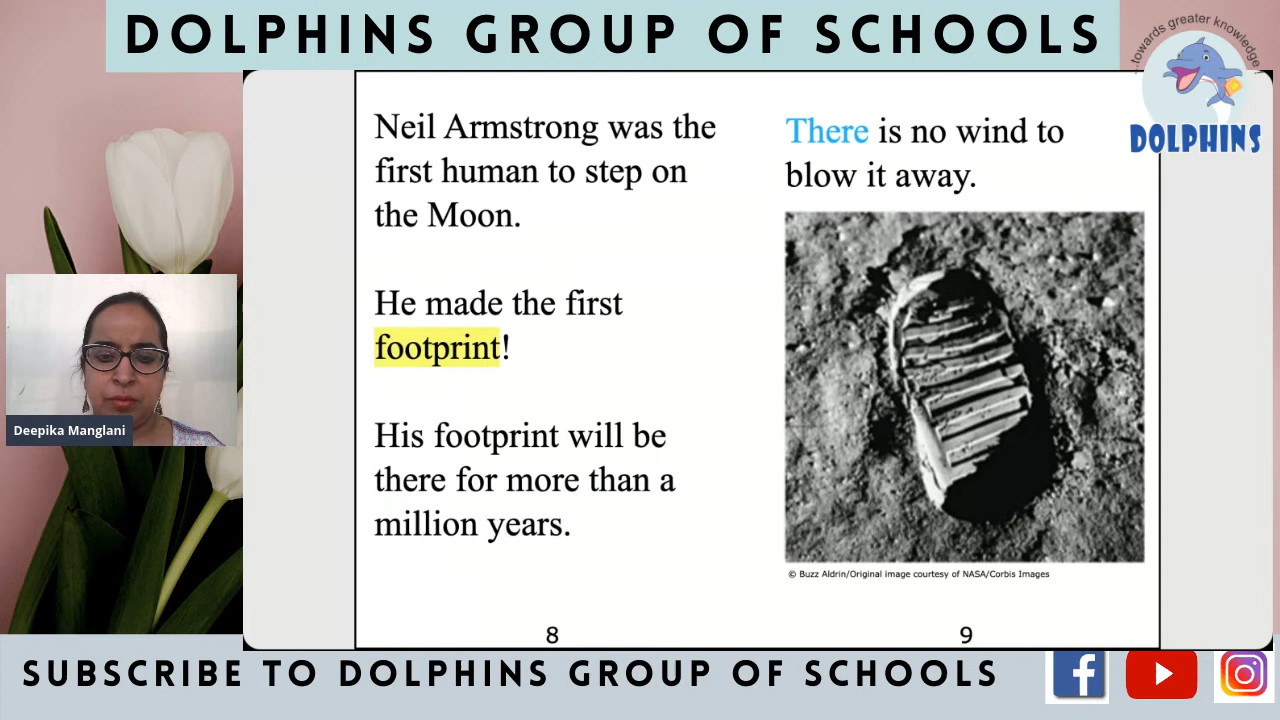 DOLPHINS GROUP OF SCHOOLS
...towards greater knowledge
DOLPHINS
Neil Armstrong was the
first human to step on
the Moon.
He made the first
footprint!
His footprint will be
there for more than a
million years.
8
There is no wind to
blow it away.
© Buzz Aldrin/Original image courtesy of NASA/Corbis Images
9
Deepika Manglani
SUBSCRIBE TO DOLPHINS GROUP OF SCHOOLS